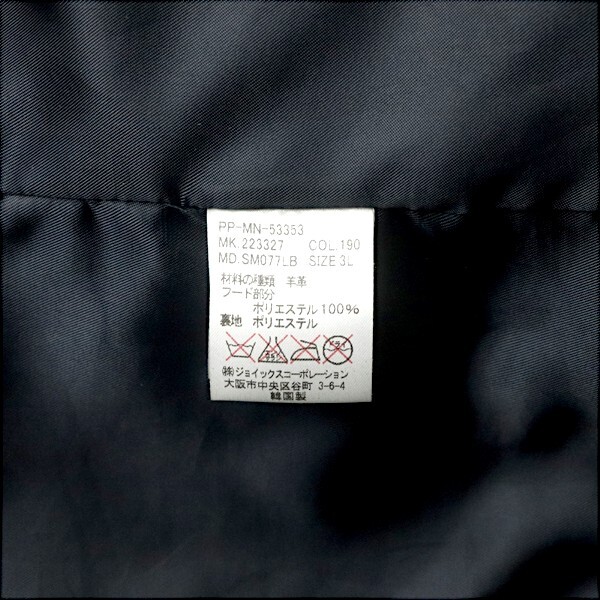 PP-MN-53353
MK.223327 COL.190
MD.SM077LB SIZE 3L
材料の種類 羊革
フード部分
ポリエステル100%
裏地 ポリエステル
ドライ
(株)ジョイックスコーポレーション
大阪市中央区谷町 3-6-4
韓国製